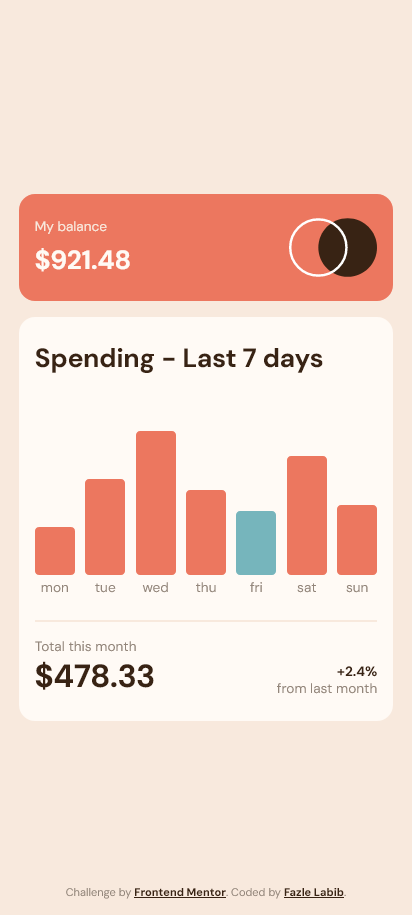 My balance
$921.48
Spending - Last 7 days
mon tue wed thu fri sat sun
Total this month
$478.33
+2.4%
from last month
Challenge by Frontend Mentor. Coded by Fazle Labib.